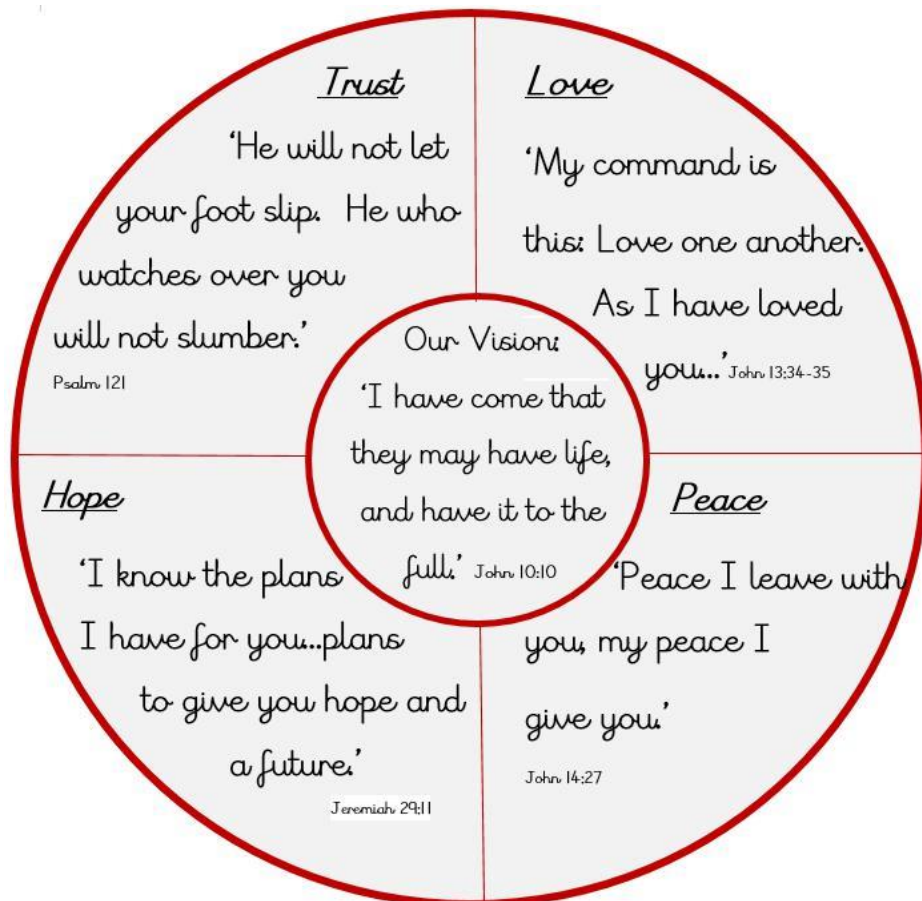 Trust
'He will not let
your foot slip. He who
watches over you
will not slumber.'
Psalm 121
Love
'My command is
this: Love one another.
As I have loved
you...' John 13:34-35
Our Vision:
'I have come that
they may have life,
and have it to the
full.' John 10:10
Hope
'I know the plans
I have for you...plans
to give you hope and
a future.'
Jeremiah 29:11
Peace
'Peace I leave with
you, my peace I
give you.'
John 14:27